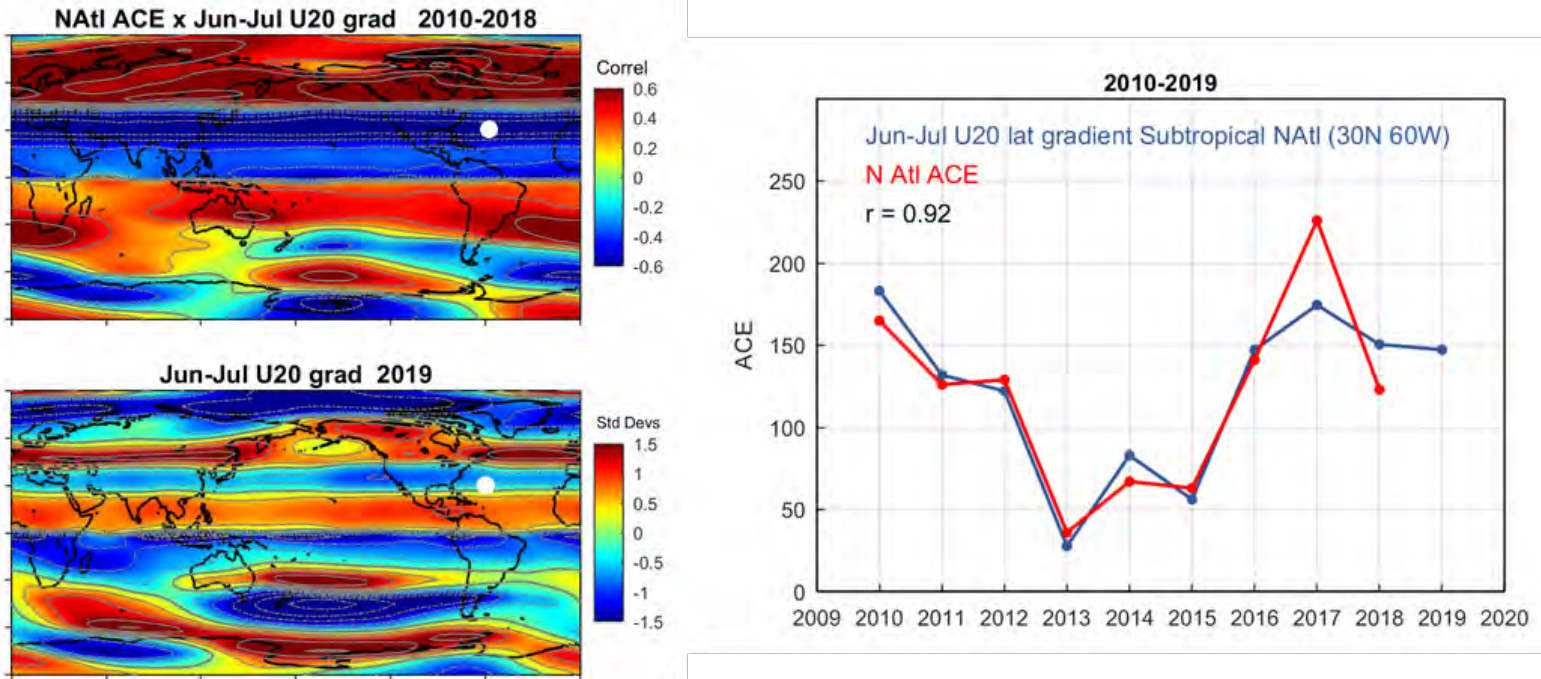 NAtl ACE x Jun-Jul U20 grad 2010-2018
Correl
0.6
0.4
0.2
0
-0.2
-0.4
-0.6
Jun-Jul U20 grad 2019
Std Devs
1.5
1
0.5
0
-0.5
-1
-1.5
2010-2019
Jun-Jul U20 lat gradient Subtropical NAtl (30N 60W)
N Atl ACE
r = 0.92
ACE
250
200
150
100
50
0
2009 2010 2011 2012 2013 2014 2015 2016 2017 2018 2019 2020